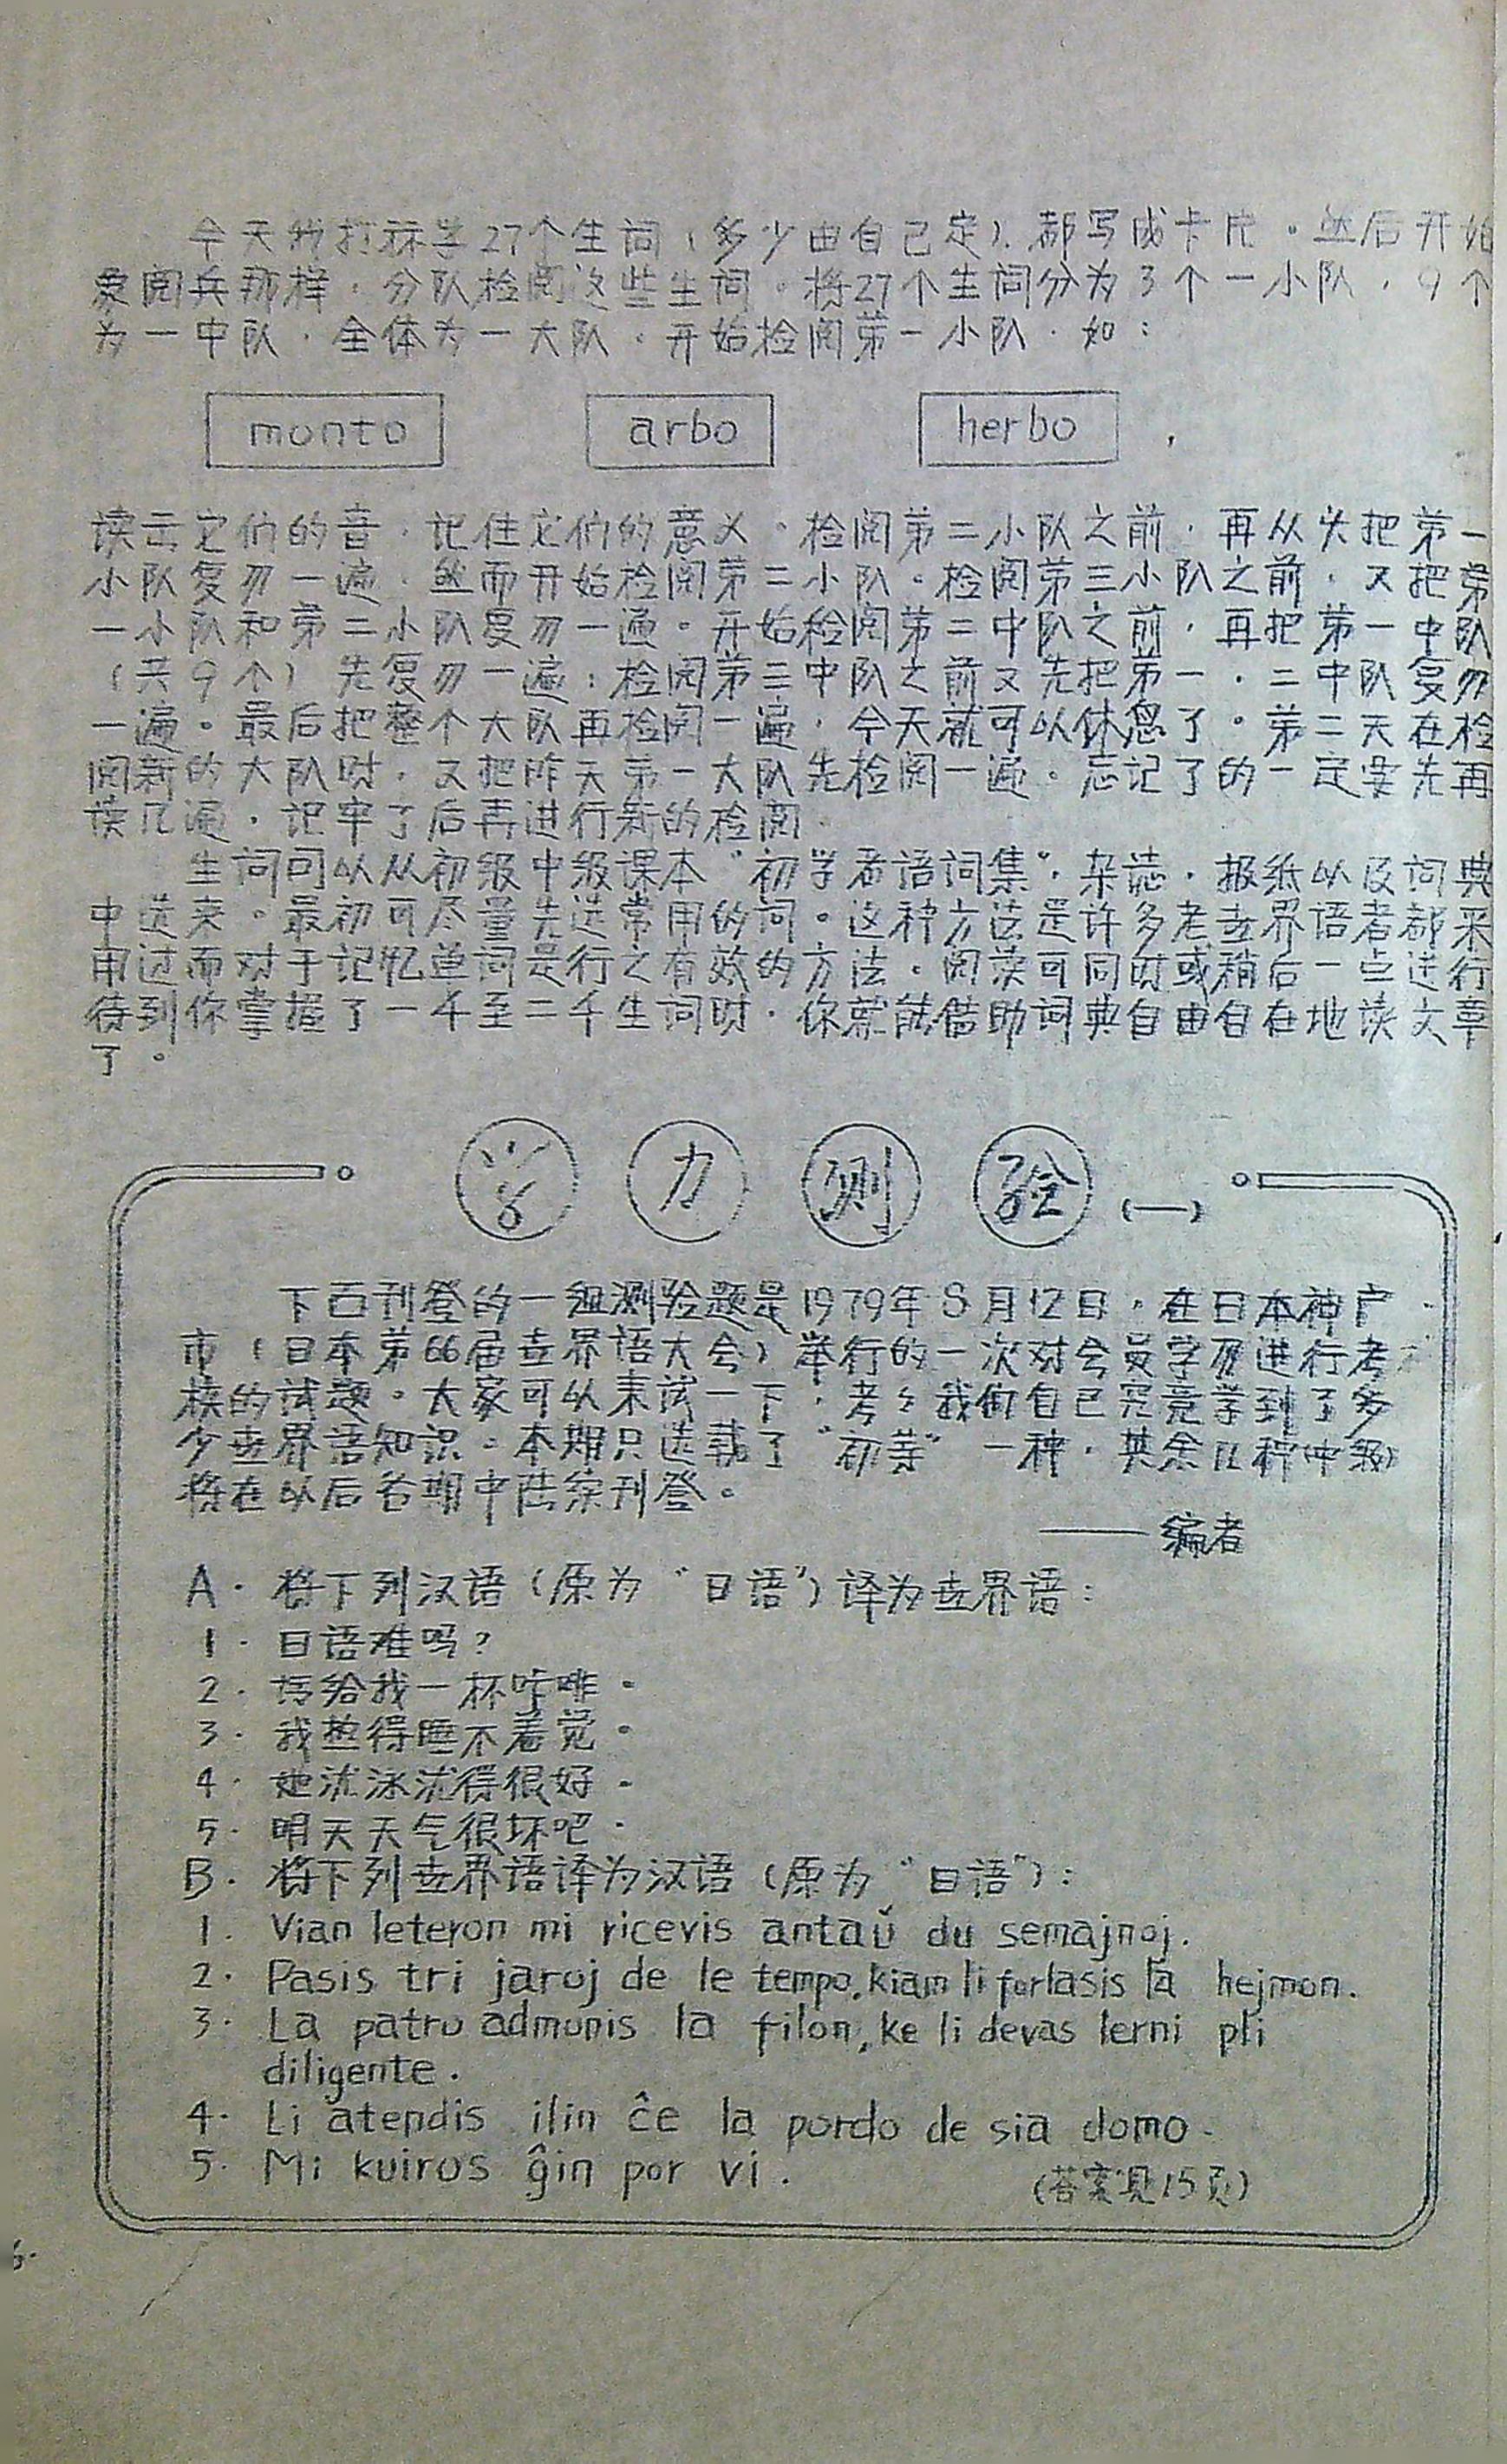 今天我打算学27个生词（多少由自己定），都写成卡片。然后开始
象阅兵那样，分队检阅这些生词。将27个生词分为3个一小队，9个
为一中队，全体为一大队。开始检阅第一小队，如：
monto arbo herbo ，
读出它们的音，记住它们的意义。检阅第二小队之前，再从头把第一
小队复习一遍，然而开始检阅第二小队。检阅第三小队之前，又把第
一小队和第二小队复习一遍。开始检阅第二中队之前，再把第一中队
（共9个）先复习一遍；检阅第三中队之前又先把第一、二中队复习
一遍。最后把整个大队再检阅一遍，今天就可以休息了。第二天在检
阅新的大队时，又把昨天第一大队先检阅一遍。忘记了的一定要先再
读几遍，记牢了后再进行新的检阅。
生词可以从初级中级课本“初学者语词集”，杂志，报纸以及词典
中选来。最初可尽量先选常用的词。这种方法是许多老世界语者都采
用过而对于记忆单词是行之有效的方法。阅读可同时或稍后一点进行
待到你掌握了一千至二千生词时，你就能借助词典自由自在地读文章
了。
学力测验（一）
下面刊登的一组测验题是1979年8月12日，在日本神户
市（日本第66届世界语大会）举行的一次对会员学历进行考
核的试题。大家可以来试一下，考考我们自己究竟学到了多
少世界语知识。本期只选载了“初等”一种，其余几种（中级）
将在以后各期中陆续刊登。
——编者
A. 将下列汉语（原为“日语”）译为世界语：
1. 日语难吗？
2. 请给我一杯咖啡。
3. 我热得睡不着觉。
4. 她游泳游得很好。
5. 明天天气很坏吧。
B. 将下列世界语译为汉语（原为“日语”）：
1. Vian leteron mi ricevis antaŭ du semajnoj.
2. Pasis tri jaroj de le tempo, kiam li forlasis la hejmon.
3. La patro admonis la filon, ke li devas lerni pli
diligente.
4. Li atendis ilin ĉe la pordo de sia domo.
5. Mi kuiros ĝin por vi.
（答案见15页）